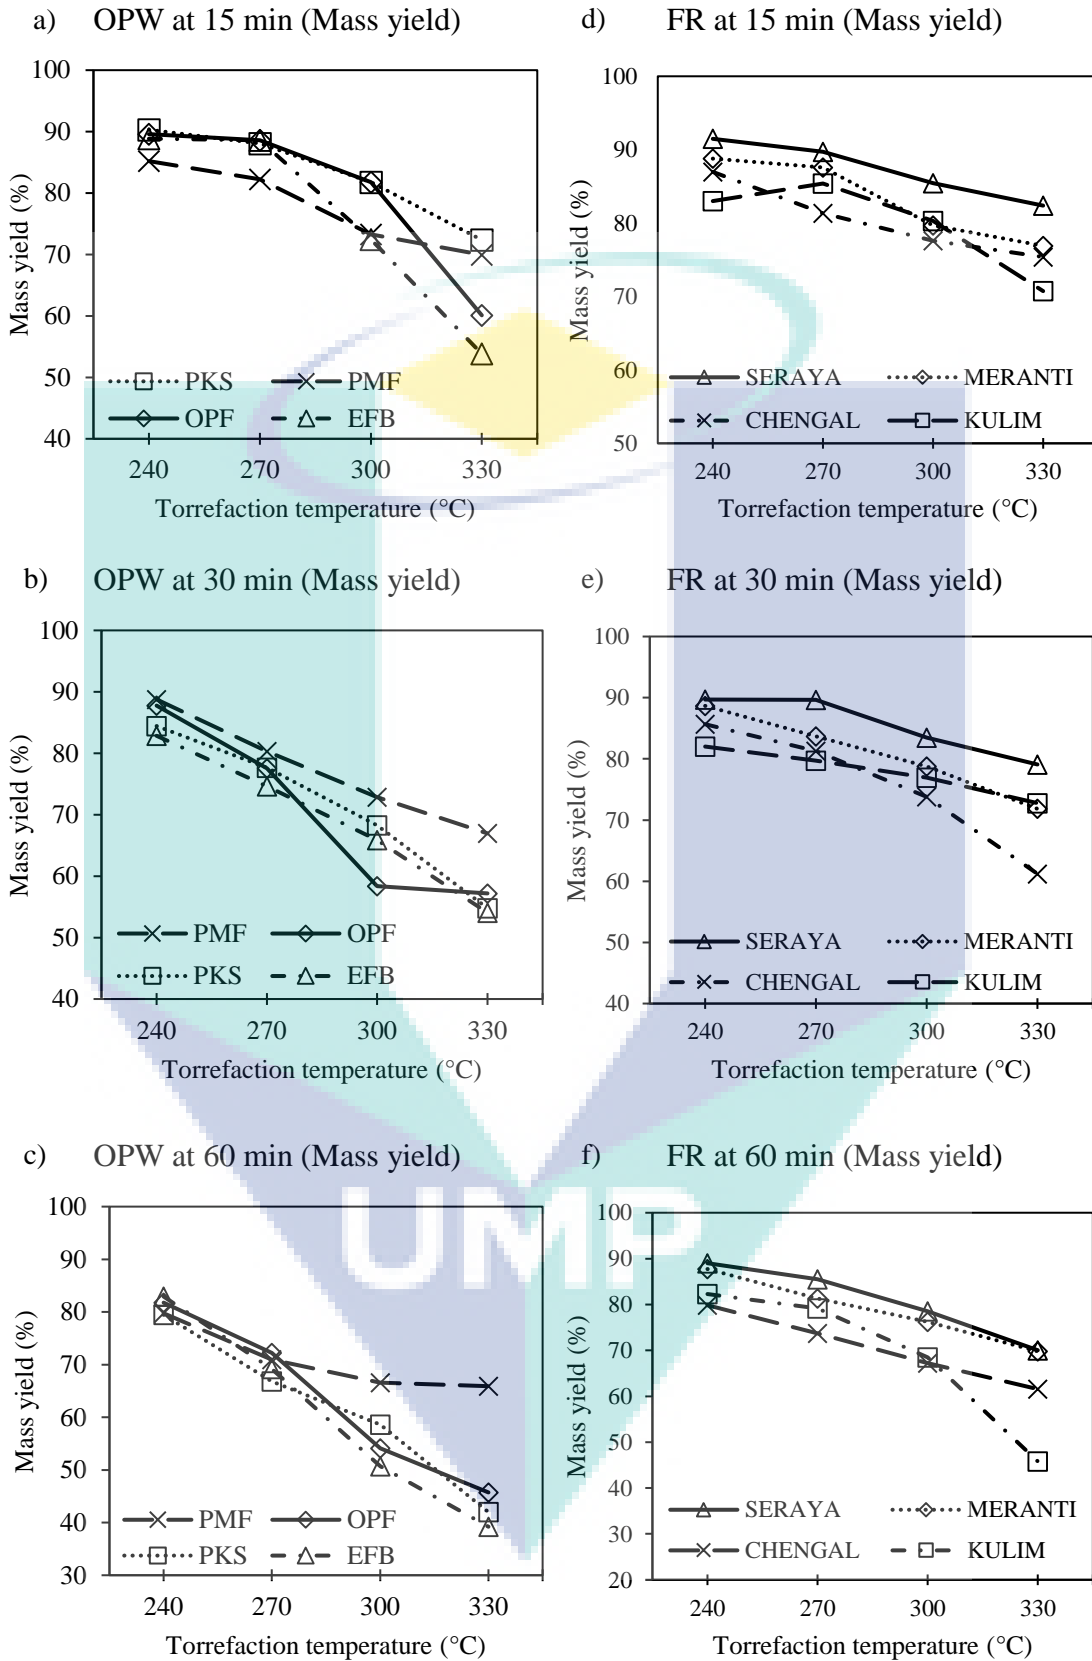 a) OPW at 15 min (Mass yield)
100
90
80
70
60
50
40
Mass yield (%)
PKS PMF
OPF EFB
240 270 300 330
Torrefaction temperature (°C)
d) FR at 15 min (Mass yield)
100
90
80
70
60
50
Mass yield (%)
SERAYA MERANTI
CHENGAL KULIM
240 270 300 330
Torrefaction temperature (°C)
b) OPW at 30 min (Mass yield)
100
90
80
70
60
50
40
Mass yield (%)
PMF OPF
PKS EFB
240 270 300 330
Torrefaction temperature (°C)
e) FR at 30 min (Mass yield)
100
90
80
70
60
50
40
Mass yield (%)
SERAYA MERANTI
CHENGAL KULIM
240 270 300 330
Torrefaction temperature (°C)
c) OPW at 60 min (Mass yield)
100
90
80
70
60
50
40
30
Mass yield (%)
PMF OPF
PKS EFB
240 270 300 330
Torrefaction temperature (°C)
f) FR at 60 min (Mass yield)
100
90
80
70
60
50
40
30
20
Mass yield (%)
SERAYA MERANTI
CHENGAL KULIM
240 270 300 330
Torrefaction temperature (°C)
UMP